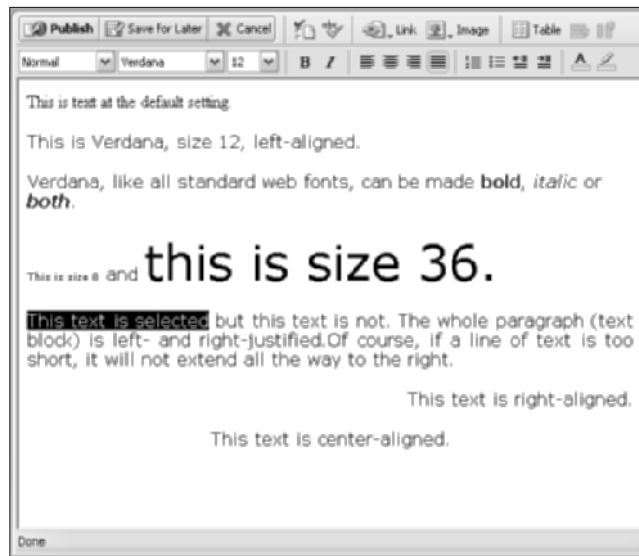 Publish Save for Later Cancel Link Image Table
Normal Verdana 12 B I A
This is text at the default setting.
This is Verdana, size 12, left-aligned.
Verdana, like all standard web fonts, can be made bold, italic or
both.
This is size 8 and this is size 36.
This text is selected but this text is not. The whole paragraph (text
block) is left- and right-justified.Of course, if a line of text is too
short, it will not extend all the way to the right.
This text is right-aligned.
This text is center-aligned.
Done